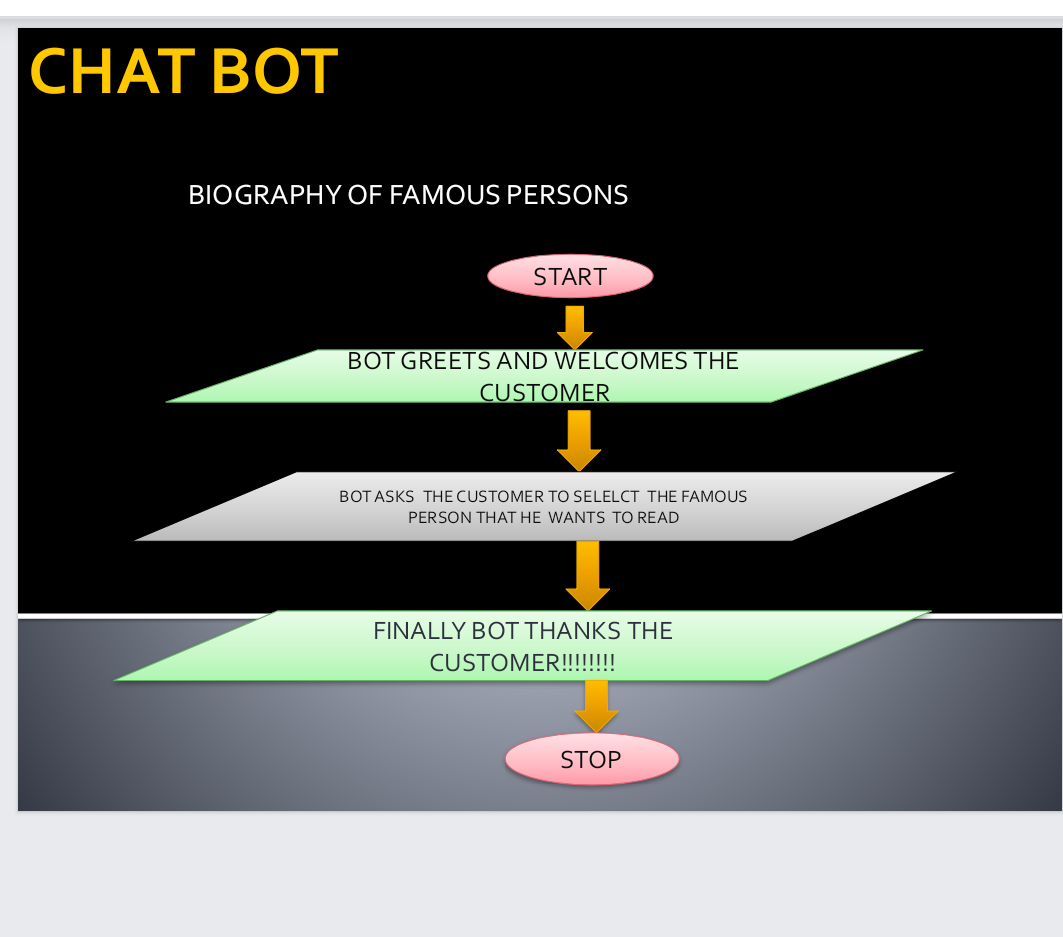 CHAT BOT
BIOGRAPHY OF FAMOUS PERSONS
START
BOT GREETS AND WELCOMES THE
CUSTOMER
BOT ASKS THE CUSTOMER TO SELELCT THE FAMOUS
PERSON THAT HE WANTS TO READ
FINALLY BOT THANKS THE
CUSTOMER!!!!!!!!
STOP